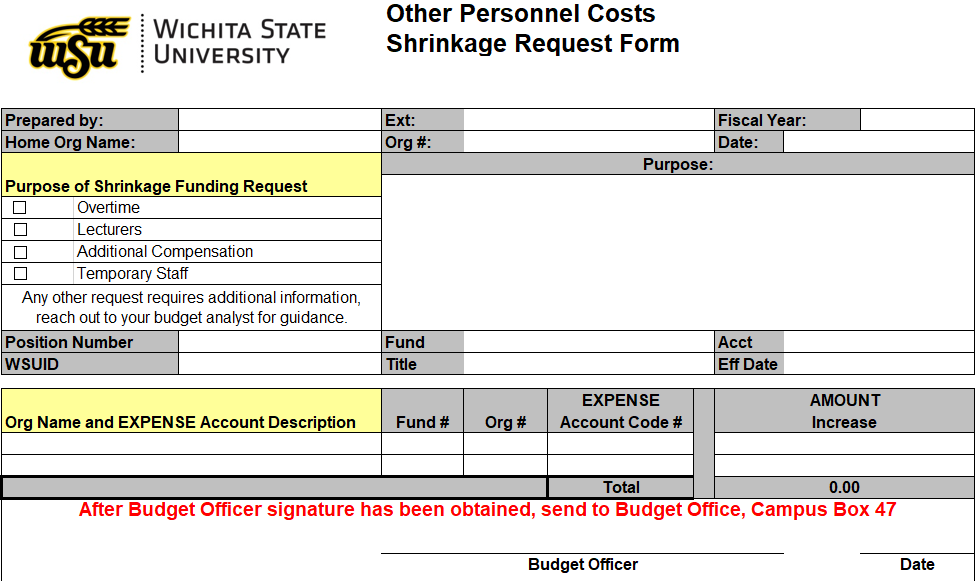 wsu
WICHITA STATE
UNIVERSITY
Other Personnel Costs
Shrinkage Request Form
Prepared by: Ext: Fiscal Year:
Home Org Name: Org #: Date:
Purpose:
Purpose of Shrinkage Funding Request
Overtime
Lecturers
Additional Compensation
Temporary Staff
Any other request requires additional information,
reach out to your budget analyst for guidance.
Position Number Fund Acct
WSUID Title Eff Date
EXPENSE AMOUNT
Org Name and EXPENSE Account Description Fund # Org # Account Code # Increase
Total 0.00
After Budget Officer signature has been obtained, send to Budget Office, Campus Box 47
Budget Officer Date